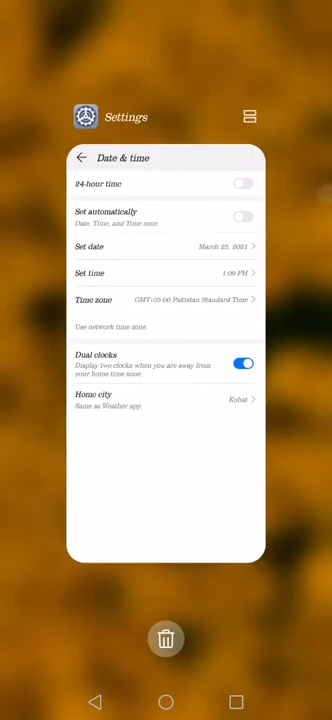 Settings
Date & time
24-hour time
Set automatically
Date, Time, and Time zone
Set date
March 25, 2021
Set time
1:09 PM
Time zone
GMT+05:00 Pakistan Standard Time
Use network time zone.
Dual clocks
Display two clocks when you are away from
your home time zone.
Home city
Same as Weather app.
Kohat